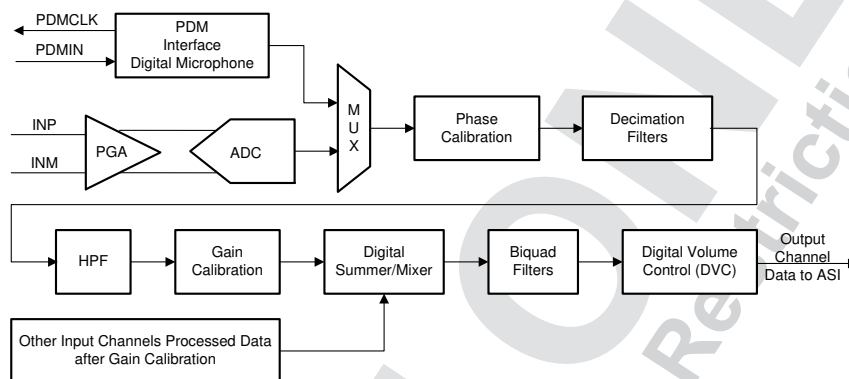 PDMCLK
PDMIN
PDM
Interface
Digital Microphone
INP
INM
PGA
ADC
M
U
X
Phase
Calibration
Decimation
Filters
HPF
Gain
Calibration
Digital
Summer/Mixer
Biquad
Filters
Digital Volume
Control (DVC)
Output
Channel
Data to ASI
Other Input Channels Processed Data
after Gain Calibration